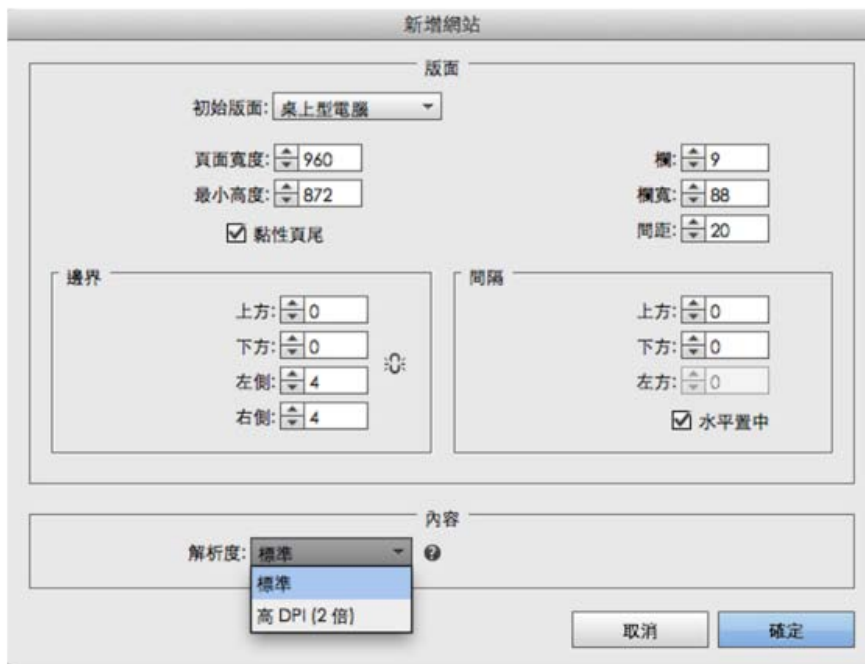 新增網站
版面
初始版面: 桌上型電腦
頁面寬度: 960
欄: 9
最小高度: 872
欄寬: 88
黏性頁尾
間距: 20
邊界
間隔
上方: 0
上方: 0
下方: 0
下方: 0
左側: 4
左方: 0
右側: 4
水平置中
內容
解析度: 標準
標準
高 DPI (2 倍)
取消
確定